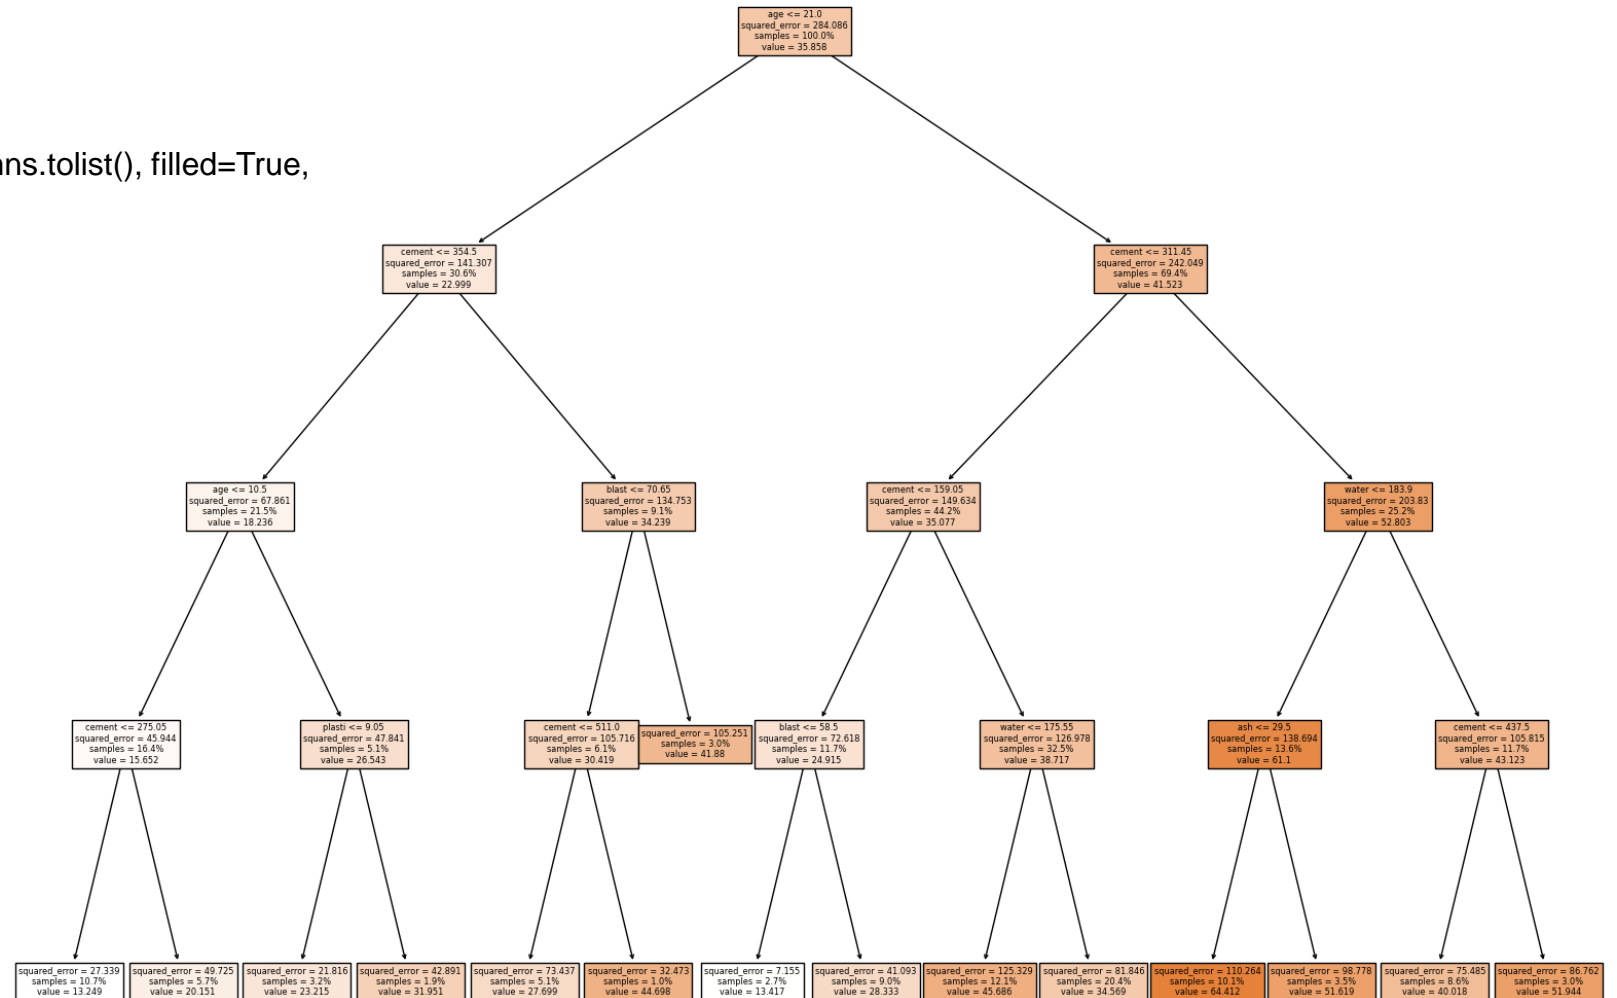 age <= 21.0
squared_error = 284.086
samples = 100.0%
value = 35.858
nns.tolist(), filled=True,
cement <= 354.5
squared_error = 141.307
samples = 30.6%
value = 22.999
cement <= 311.45
squared_error = 242.049
samples = 69.4%
value = 41.523
age <= 10.5
squared_error = 67.861
samples = 21.5%
value = 18.236
blast <= 70.65
squared_error = 134.753
samples = 9.1%
value = 34.239
cement <= 159.05
squared_error = 149.634
samples = 44.2%
value = 35.077
water <= 183.9
squared_error = 203.83
samples = 25.2%
value = 52.803
cement <= 275.05
squared_error = 45.944
samples = 16.4%
value = 15.652
plasti <= 9.05
squared_error = 47.841
samples = 5.1%
value = 26.543
cement <= 511.0
squared_error = 105.716
samples = 6.1%
value = 30.419
squared_error = 105.251
samples = 3.0%
value = 41.88
blast <= 58.5
squared_error = 72.618
samples = 11.7%
value = 24.915
water <= 175.55
squared_error = 126.978
samples = 32.5%
value = 38.717
ash <= 29.5
squared_error = 138.694
samples = 13.6%
value = 61.1
cement <= 437.5
squared_error = 105.815
samples = 11.7%
value = 43.123
squared_error = 27.339
samples = 10.7%
value = 13.249
squared_error = 49.725
samples = 5.7%
value = 20.151
squared_error = 21.816
samples = 3.2%
value = 23.215
squared_error = 42.891
samples = 1.9%
value = 31.951
squared_error = 73.437
samples = 5.1%
value = 27.699
squared_error = 32.473
samples = 1.0%
value = 44.698
squared_error = 7.155
samples = 2.7%
value = 13.417
squared_error = 41.093
samples = 9.0%
value = 28.333
squared_error = 125.329
samples = 12.1%
value = 45.686
squared_error = 81.846
samples = 20.4%
value = 34.569
squared_error = 110.264
samples = 10.1%
value = 64.412
squared_error = 98.778
samples = 3.5%
value = 51.619
squared_error = 75.485
samples = 8.6%
value = 40.018
squared_error = 86.762
samples = 3.0%
value = 51.944